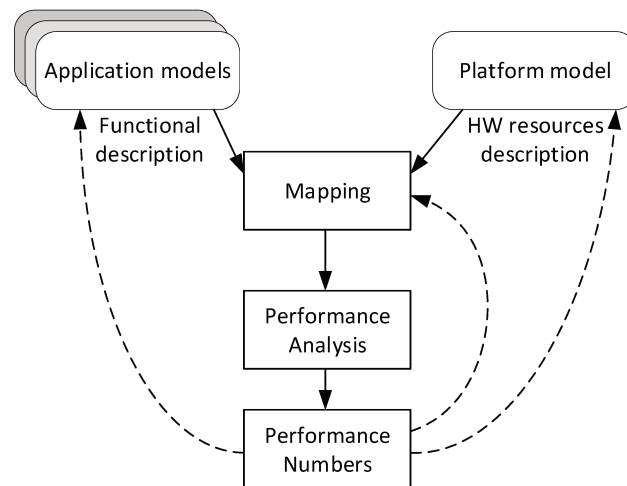 Application models
Platform model
Functional
description
HW resources
description
Mapping
Performance
Analysis
Performance
Numbers